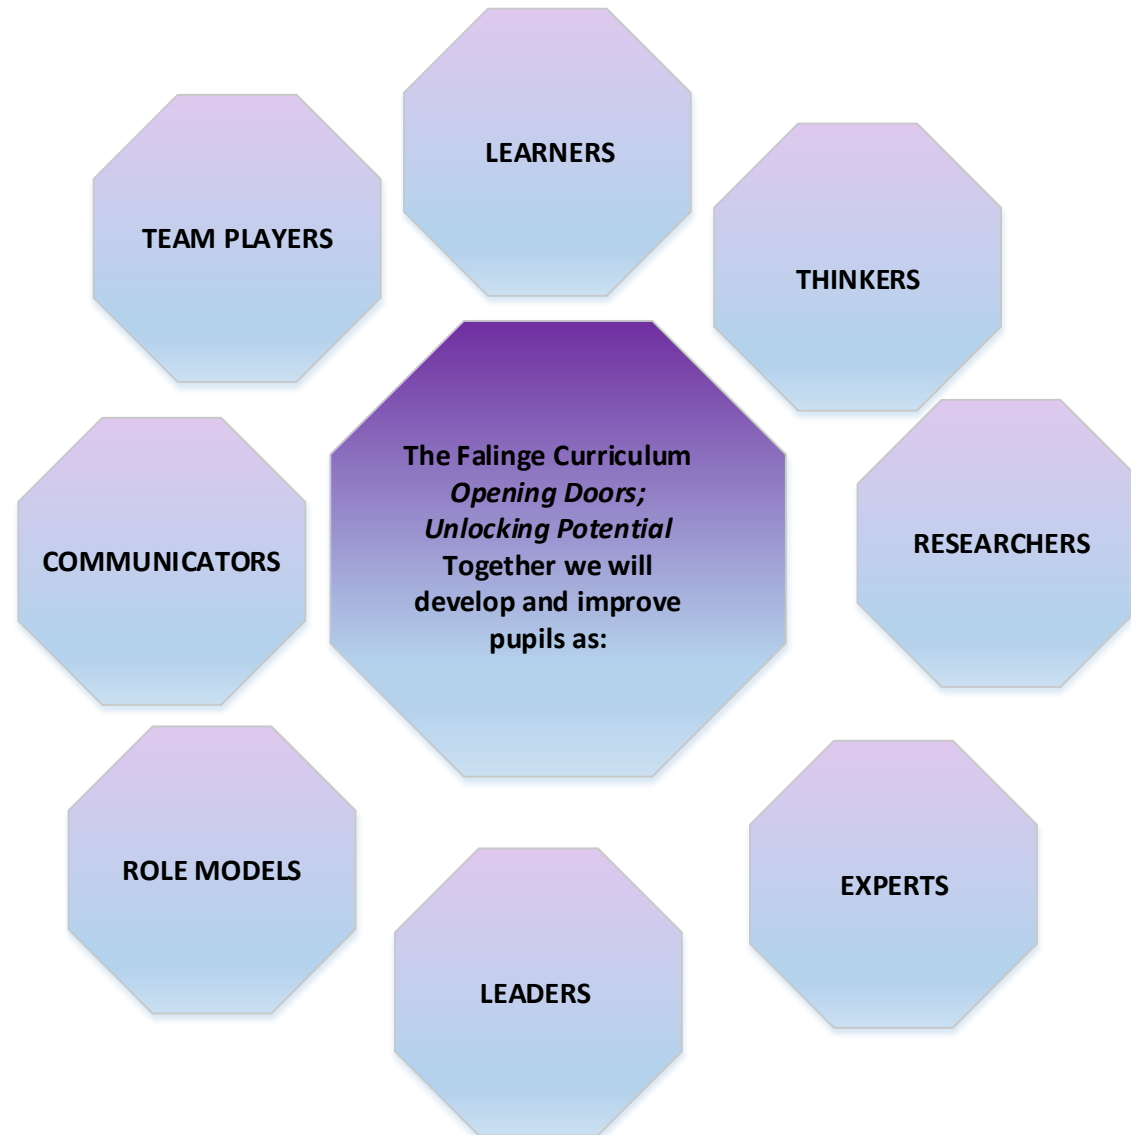 LEARNERS
TEAM PLAYERS
THINKERS
The Falinge Curriculum
Opening Doors;
Unlocking Potential
Together we will
develop and improve
pupils as:
RESEARCHERS
COMMUNICATORS
ROLE MODELS
EXPERTS
LEADERS